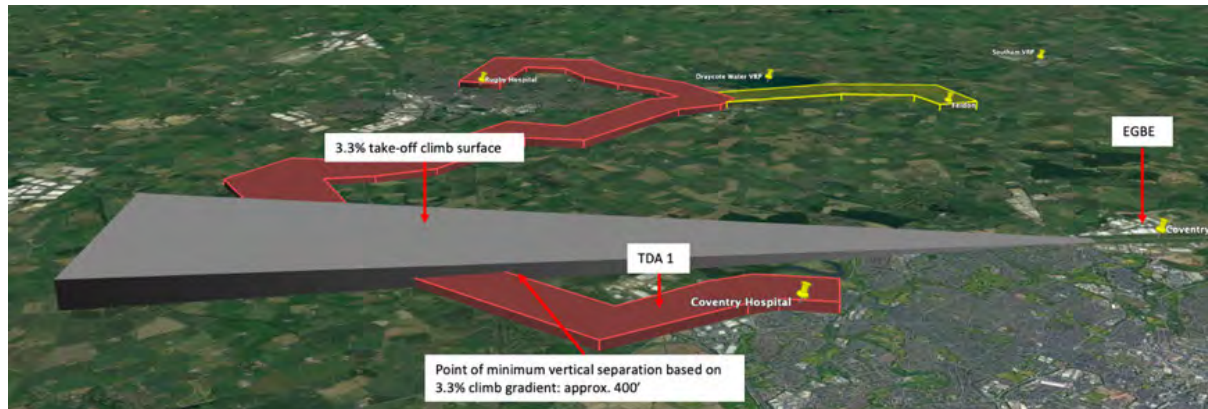 Southam VRP
Rugby Hospital
Draycote Water VRP
EGBE
3.3% take-off climb surface
Coventry
TDA 1
Coventry Hospital
Point of minimum vertical separation based on
3.3% climb gradient: approx. 400'